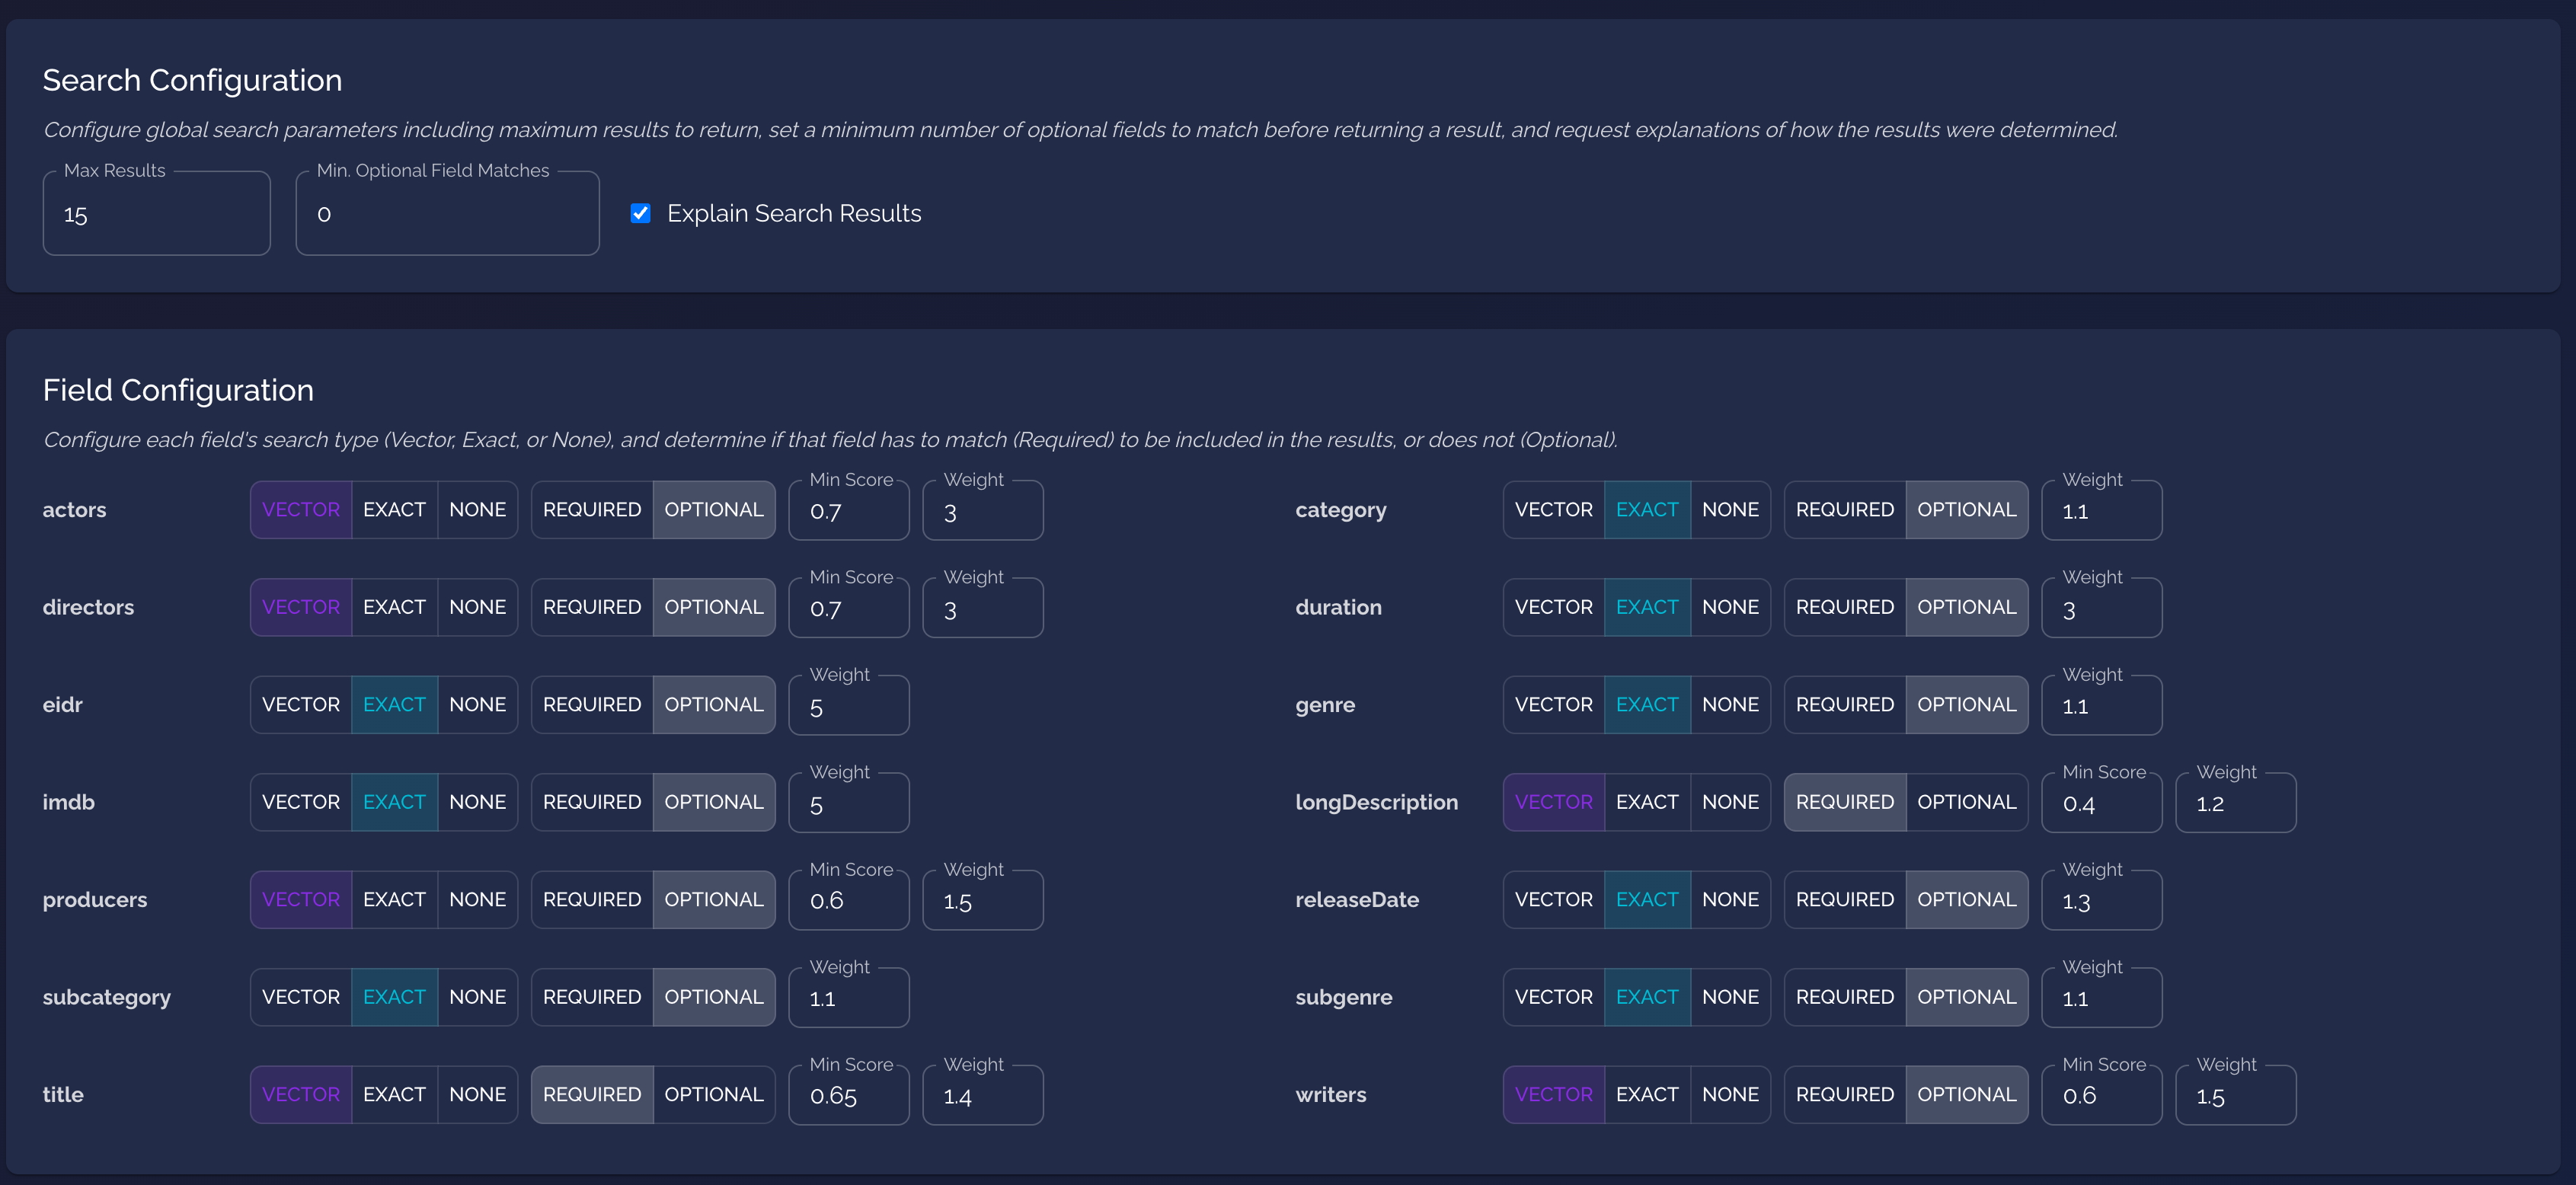 Search Configuration
Configure global search parameters including maximum results to return, set a minimum number of optional fields to match before returning a result, and request explanations of how the results were determined.
Max Results Min. Optional Field Matches
15 0 Explain Search Results
Field Configuration
Configure each field's search type (Vector, Exact, or None), and determine if that field has to match (Required) to be included in the results, or does not (Optional).
Min Score Weight Weight
actors VECTOR EXACT NONE REQUIRED OPTIONAL 0.7 3 category VECTOR EXACT NONE REQUIRED OPTIONAL 1.1
Min Score Weight Weight
directors VECTOR EXACT NONE REQUIRED OPTIONAL 0.7 3 duration VECTOR EXACT NONE REQUIRED OPTIONAL 3
Weight Weight
eidr VECTOR EXACT NONE REQUIRED OPTIONAL 5 genre VECTOR EXACT NONE REQUIRED OPTIONAL 1.1
Weight Min Score Weight
imdb VECTOR EXACT NONE REQUIRED OPTIONAL 5 longDescription VECTOR EXACT NONE REQUIRED OPTIONAL 0.4 1.2
Min Score Weight Weight
producers VECTOR EXACT NONE REQUIRED OPTIONAL 0.6 1.5 releaseDate VECTOR EXACT NONE REQUIRED OPTIONAL 1.3
Weight Weight
subcategory VECTOR EXACT NONE REQUIRED OPTIONAL 1.1 subgenre VECTOR EXACT NONE REQUIRED OPTIONAL 1.1
Min Score Weight Min Score Weight
title VECTOR EXACT NONE REQUIRED OPTIONAL 0.65 1.4 writers VECTOR EXACT NONE REQUIRED OPTIONAL 0.6 1.5